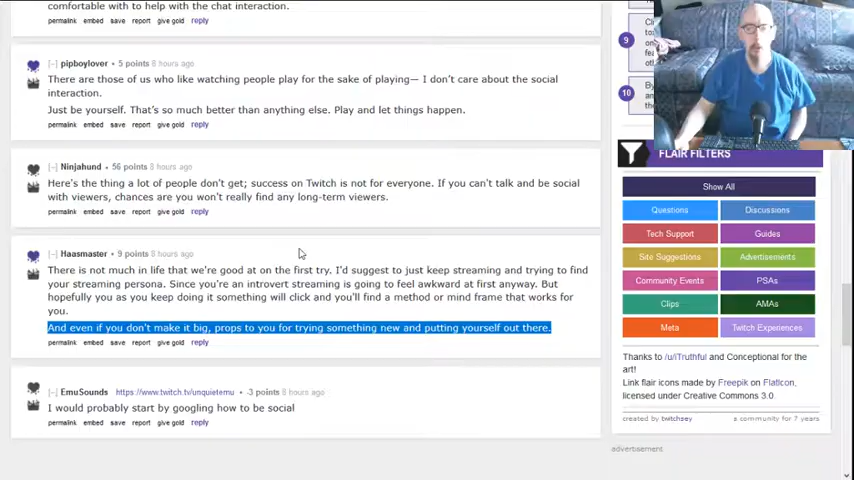 comfortable with to help with the chat interaction.
permalink embed save report give gold reply
[-] pipboylover • 5 points 8 hours ago
There are those of us who like watching people play for the sake of playing— I don't care about the social
interaction.
Just be yourself. That's so much better than anything else. Play and let things happen.
permalink embed save report give gold reply
[-] Ninjahund • 56 points 8 hours ago
Here's the thing a lot of people don't get; success on Twitch is not for everyone. If you can't talk and be social
with viewers, chances are you won't really find any long-term viewers.
permalink embed save report give gold reply
[-] Haasmaster • 9 points 8 hours ago
There is not much in life that we're good at on the first try. I'd suggest to just keep streaming and trying to find
your streaming persona. Since you're an introvert streaming is going to feel awkward at first anyway. But
hopefully you as you keep doing it something will click and you'll find a method or mind frame that works for
you.
And even if you don't make it big, props to you for trying something new and putting yourself out there.
permalink embed save report give gold reply
[-] EmuSounds https://www.twitch.tv/unquietemu • -3 points 8 hours ago
I would probably start by googling how to be social
permalink embed save report give gold reply
9
10
By
FLAIR FILTERS
Show All
Questions Discussions
Tech Support Guides
Site Suggestions Advertisements
Community Events PSAs
Clips AMAs
Meta Twitch Experiences
Thanks to /u/iTruthful and Conceptional for the
art!
Link flair icons made by Freepik on FlatIcon,
licensed under Creative Commons 3.0.
created by twitchsey a community for 7 years
advertisement